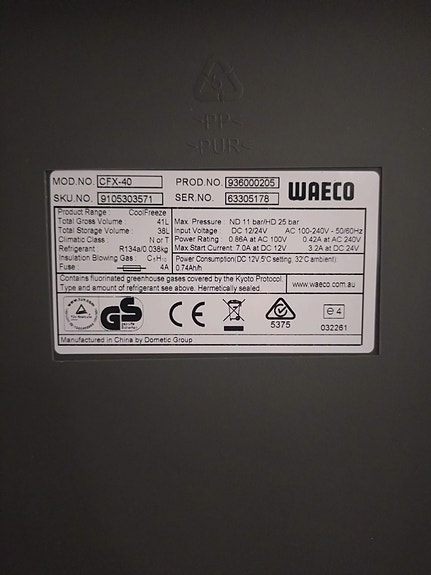 >PP<
>PUR<
MOD.NO. CFX-40 PROD.NO. 936000205 WAECO
SKU.NO. 9105303571 SER.NO. 63305178
Product Range CoolFreeze
Total Gross Volume 41L
Total Storage Volume 38L
Climatic Class N or T
Refrigerant R134a/0.038kg
Insulation Blowing Gas C5H10
Fuse 4A
Max. Pressure ND 11 bar/HD 25 bar
Input Voltage DC 12/24V AC 100-240V - 50/60Hz
Power Rating 0.86A at AC 100V 0.42A at AC 240V
Max.Start Current 7.0A at DC 12V 3.2A at DC 24V
Power Consumption(DC 12V,5°C setting, 32°C ambient)
0.74Ah/h
Contains fluorinated greenhouse gases covered by the Kyoto Protocol.
Type and amount of refrigerant see above. Hermetically sealed.
www.waeco.com.au
GS
CE
5375
e4
032261
Manufactured in China by Dometic Group